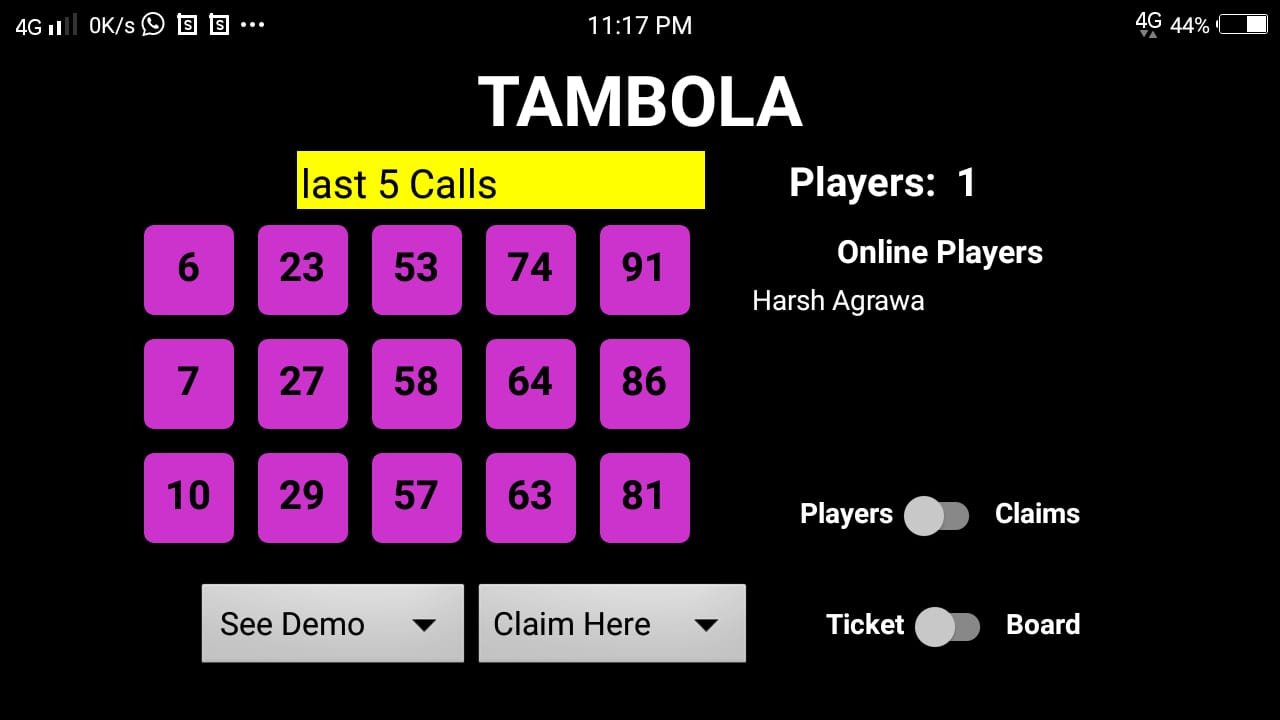 4G 0K/s S S ... 11:17 PM 4G 44%
TAMBOLA
last 5 Calls
Players: 1
Online Players
Harsh Agrawa
6 23 53 74 91
7 27 58 64 86
10 29 57 63 81
Players Claims
See Demo Claim Here
Ticket Board